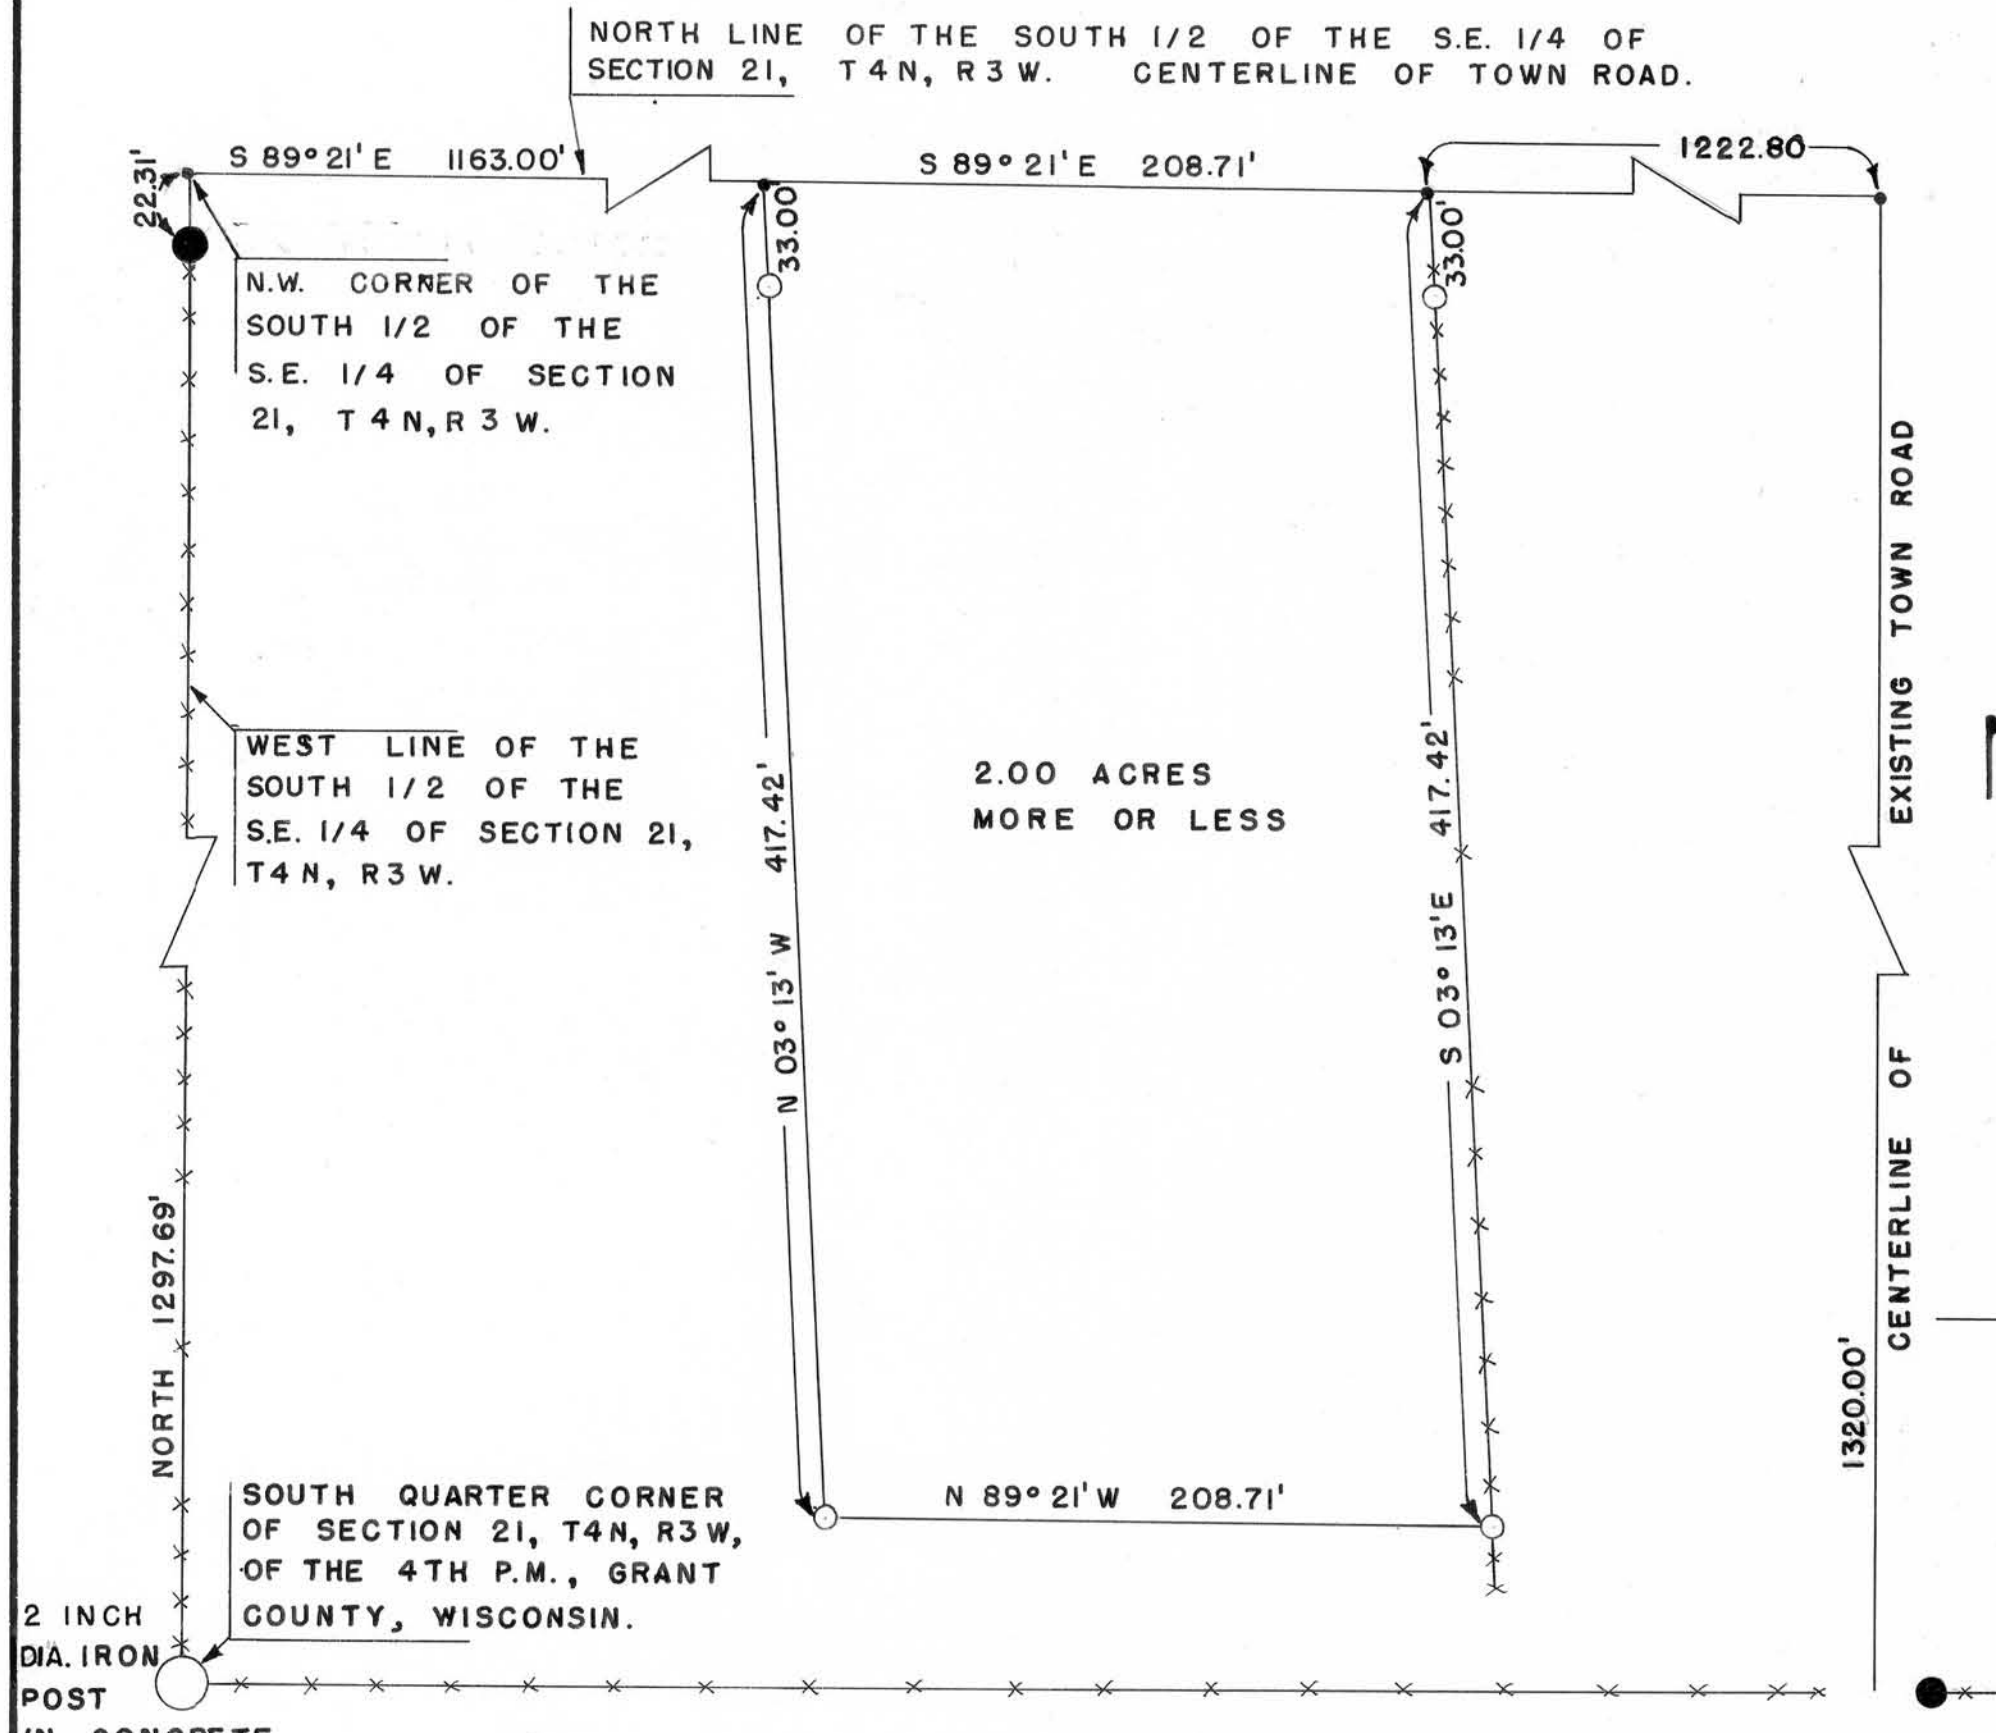 NORTH LINE OF THE SOUTH 1/2 OF THE S.E. 1/4 OF
SECTION 21, T 4 N, R 3 W. CENTERLINE OF TOWN ROAD.
S 89° 21' E 1163.00'
S 89° 21' E 208.71'
1222.80
22.31'
33.00'
33.00'
N.W. CORNER OF THE
SOUTH 1/2 OF THE
S.E. 1/4 OF SECTION
21, T 4 N, R 3 W.
WEST LINE OF THE
SOUTH 1/2 OF THE
S.E. 1/4 OF SECTION 21,
T 4 N, R 3 W.
N 03° 13' W 417.42'
2.00 ACRES
MORE OR LESS
S 03° 13' E 417.42'
CENTERLINE OF EXISTING TOWN ROAD
1320.00'
NORTH 1297.69'
N 89° 21' W 208.71'
SOUTH QUARTER CORNER
OF SECTION 21, T4N, R3W,
OF THE 4TH P.M., GRANT
COUNTY, WISCONSIN.
2 INCH
DIA. IRON
POST
IN CONCRETE